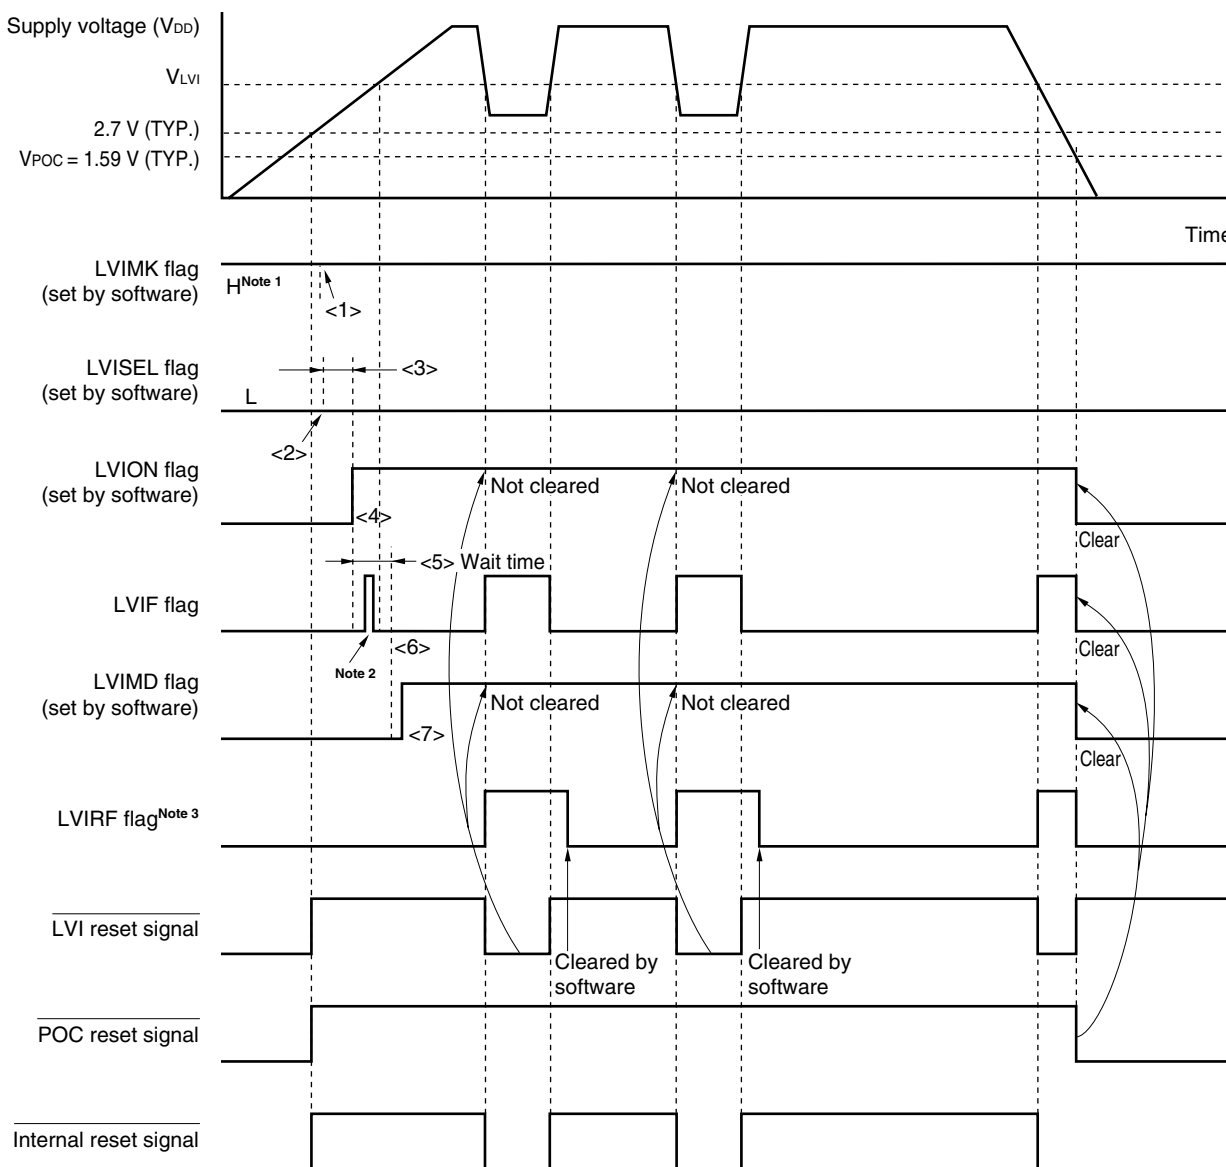 Supply voltage (VDD)
VLVI
2.7 V (TYP.)
VPOC = 1.59 V (TYP.)
Time
LVIMK flag
(set by software)
HNote 1
<1>
LVISEL flag
(set by software)
<3>
L
<2>
LVION flag
(set by software)
Not cleared
Not cleared
<4>
Clear
<5> Wait time
LVIF flag
Note 2
<6>
Clear
LVIMD flag
(set by software)
Not cleared
Not cleared
<7>
Clear
LVIRF flagNote 3
LVI reset signal
Cleared by
software
Cleared by
software
POC reset signal
Internal reset signal